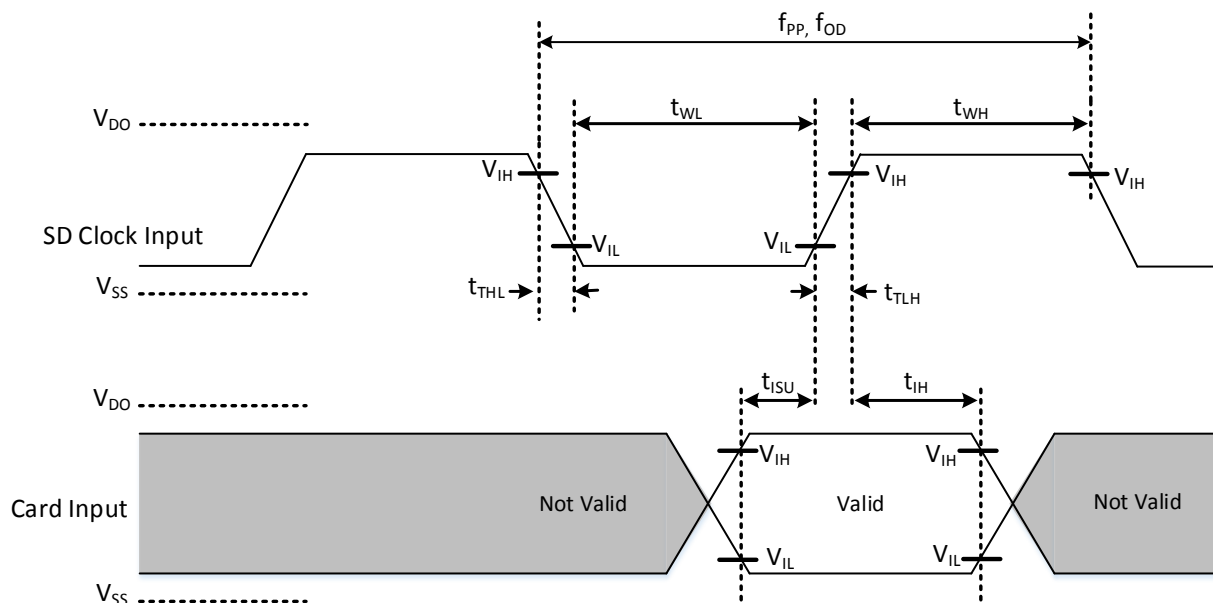 f_PP, f_OD
V_DO
t_WL
t_WH
V_IH
V_IH
V_IH
SD Clock Input
V_IL
V_IL
V_SS
t_THL
t_TLH
V_DO
t_ISU
t_IH
V_IH
V_IH
Card Input
Not Valid
Valid
Not Valid
V_IL
V_IL
V_SS